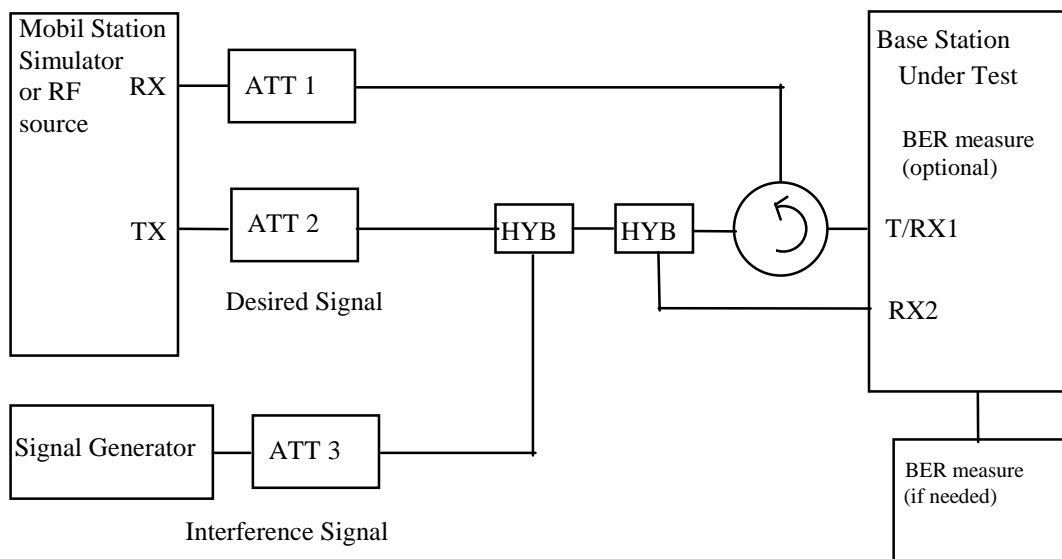 Mobil Station
Simulator
or RF
source
RX
TX
ATT 1
ATT 2
Desired Signal
HYB
HYB
Signal Generator
ATT 3
Interference Signal
Base Station
Under Test
BER measure
(optional)
T/RX1
RX2
BER measure
(if needed)